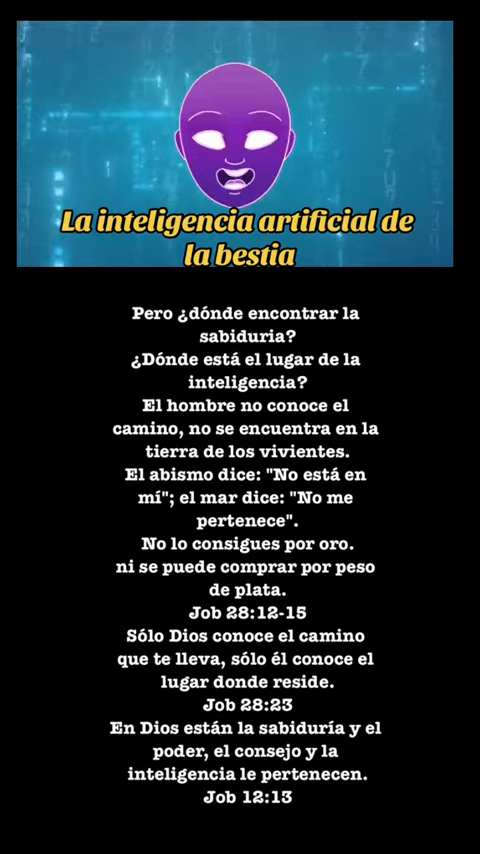 La inteligencia artificial de
la bestia
Pero ¿dónde encontrar la
sabiduria?
¿Dónde está el lugar de la
inteligencia?
El hombre no conoce el
camino, no se encuentra en la
tierra de los vivientes.
El abismo dice: "No está en
mí"; el mar dice: "No me
pertenece".
No lo consigues por oro.
ni se puede comprar por peso
de plata.
Job 28:12-15
Sólo Dios conoce el camino
que te lleva, sólo él conoce el
lugar donde reside.
Job 28:23
En Dios están la sabiduría y el
poder, el consejo y la
inteligencia le pertenecen.
Job 12:13